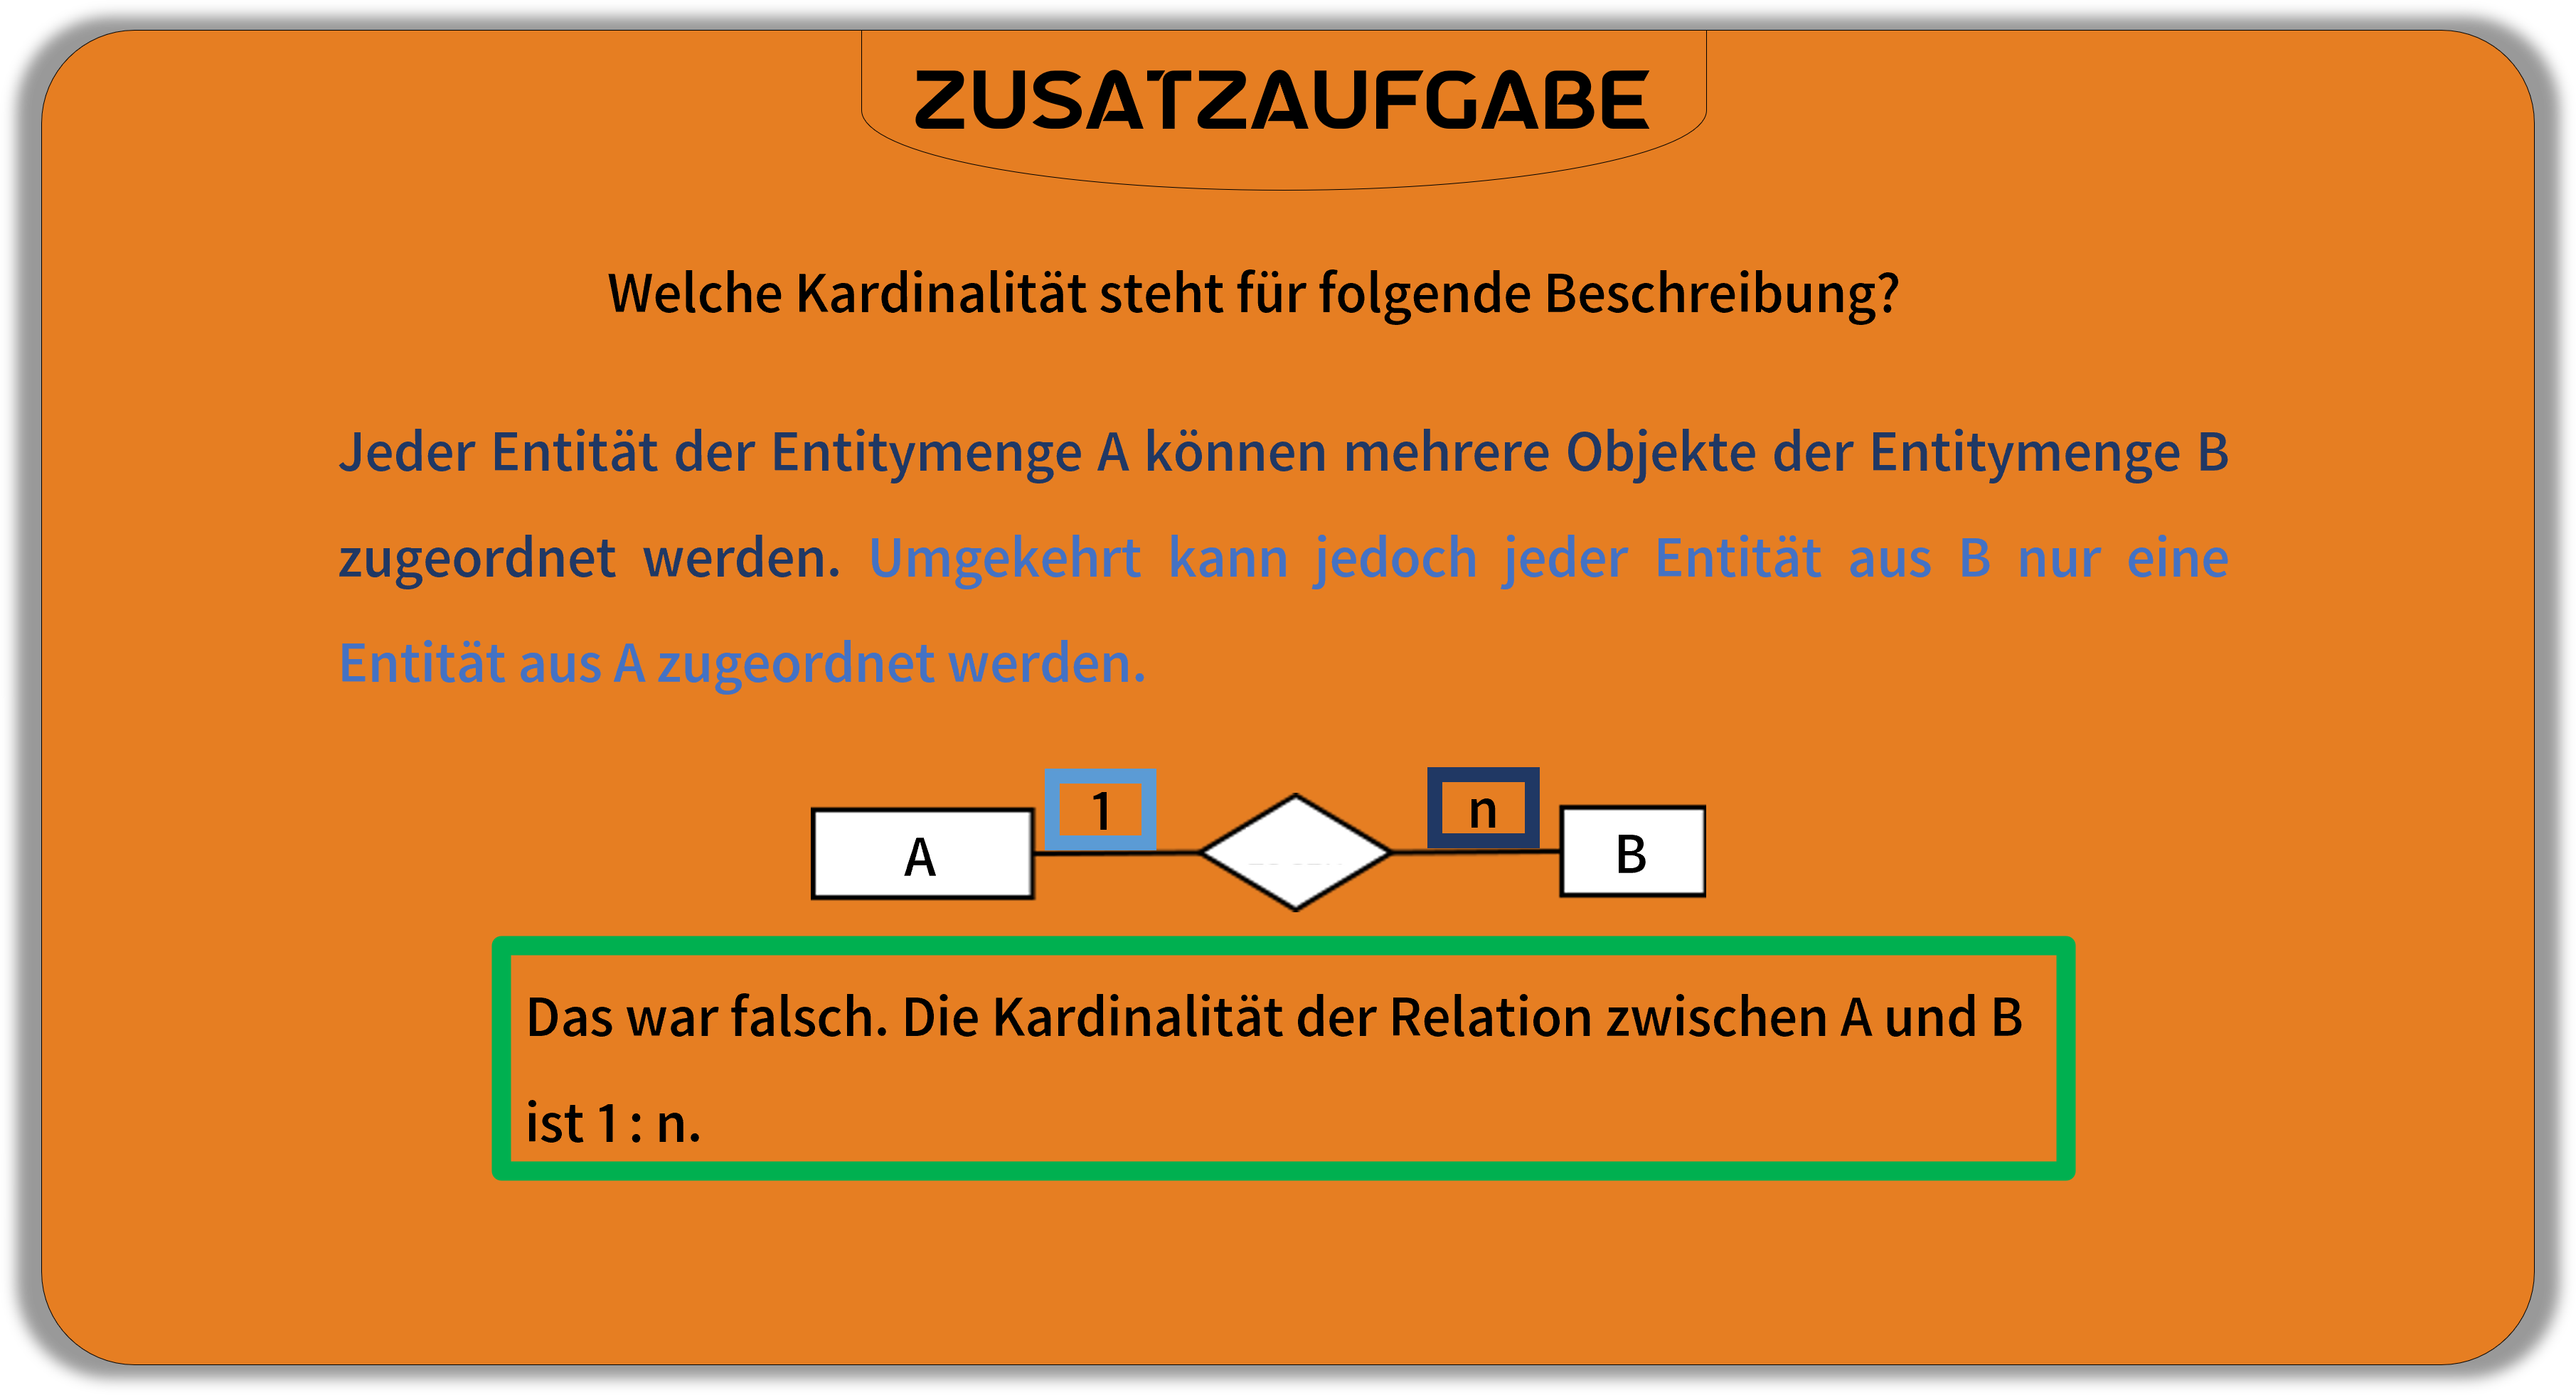 ZUSATZAUFGABE
Welche Kardinalität steht für folgende Beschreibung?
Jeder Entität der Entitymenge A können mehrere Objekte der Entitymenge B
zugeordnet werden. Umgekehrt kann jedoch jeder Entität aus B nur eine
Entität aus A zugeordnet werden.
1 n
A B
Das war falsch. Die Kardinalität der Relation zwischen A und B
ist 1 : n.